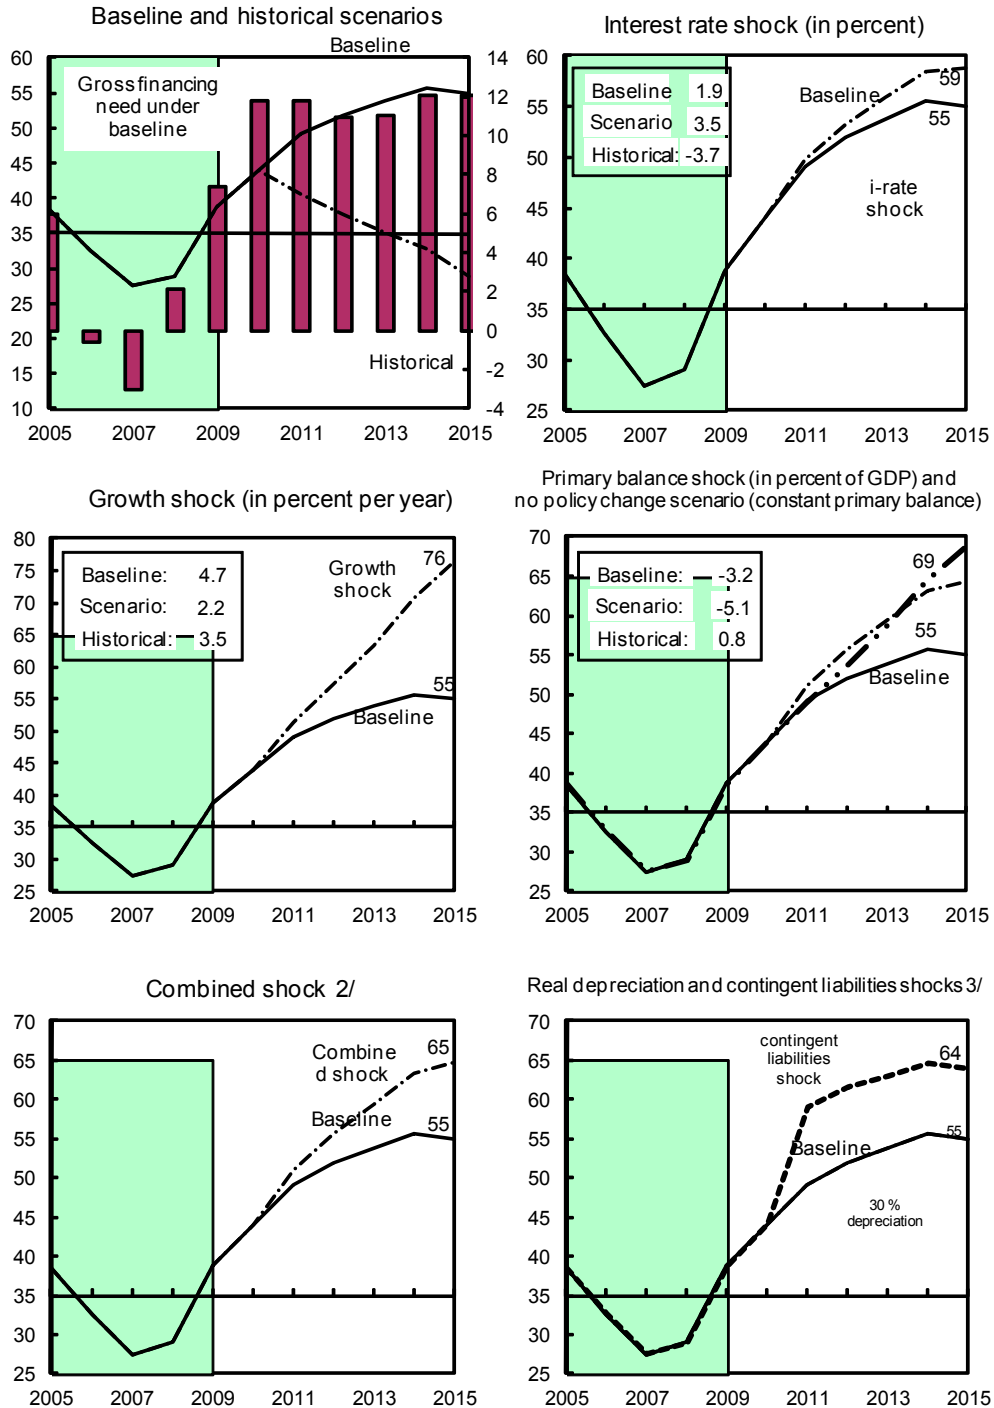 Baseline and historical scenarios
Baseline
Gross financing
need under
baseline
Historical
60
55
50
45
40
35
30
25
20
15
10
14
12
10
8
6
4
2
0
-2
-4
2005 2007 2009 2011 2013 2015
Interest rate shock (in percent)
Baseline 1.9
Scenario 3.5
Historical: -3.7
Baseline
59
55
i-rate
shock
60
55
50
45
40
35
30
25
2005 2007 2009 2011 2013 2015
Growth shock (in percent per year)
Baseline: 4.7
Scenario: 2.2
Historical: 3.5
Growth
shock
76
55
Baseline
80
75
70
65
60
55
50
45
40
35
30
25
2005 2007 2009 2011 2013 2015
Primary balance shock (in percent of GDP) and
no policy change scenario (constant primary balance)
Baseline: -3.2
Scenario: -5.1
Historical: 0.8
69
55
Baseline
70
65
60
55
50
45
40
35
30
25
2005 2007 2009 2011 2013 2015
Combined shock 2/
Combine
d shock
65
Baseline
55
70
65
60
55
50
45
40
35
30
25
2005 2007 2009 2011 2013 2015
Real depreciation and contingent liabilities shocks 3/
contingent
liabilities
shock
64
Baseline
55
30 %
depreciation
70
65
60
55
50
45
40
35
30
25
2005 2007 2009 2011 2013 2015